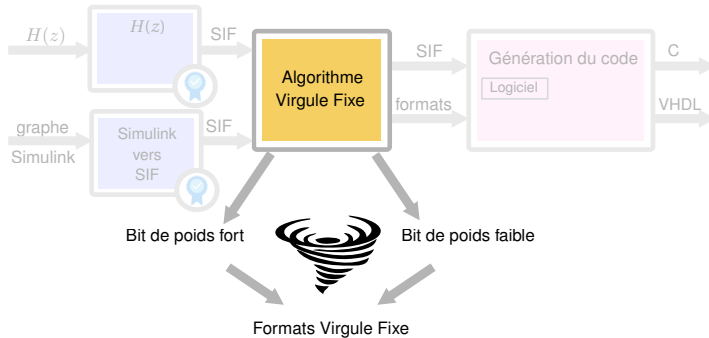 H(z)
H(z)
SIF
graphe
Simulink
Simulink
vers
SIF
SIF
Algorithme
Virgule Fixe
SIF
formats
Génération du code
Logiciel
C
VHDL
Bit de poids fort
Bit de poids faible
Formats Virgule Fixe